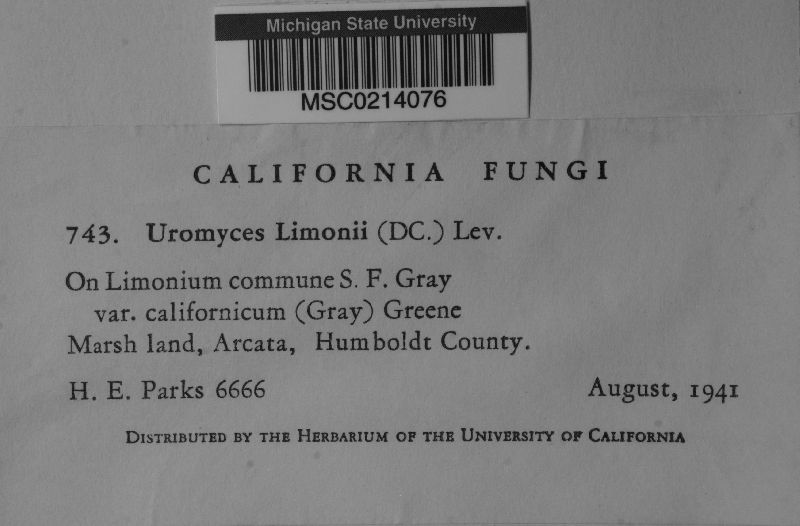 Michigan State University
MSC0214076
CALIFORNIA FUNGI
743. Uromyces Limonii (DC.) Lev.
On Limonium commune S. F. Gray
var. californicum (Gray) Greene
Marsh land, Arcata, Humboldt County.
H. E. Parks 6666 August, 1941
DISTRIBUTED BY THE HERBARIUM OF THE UNIVERSITY OF CALIFORNIA